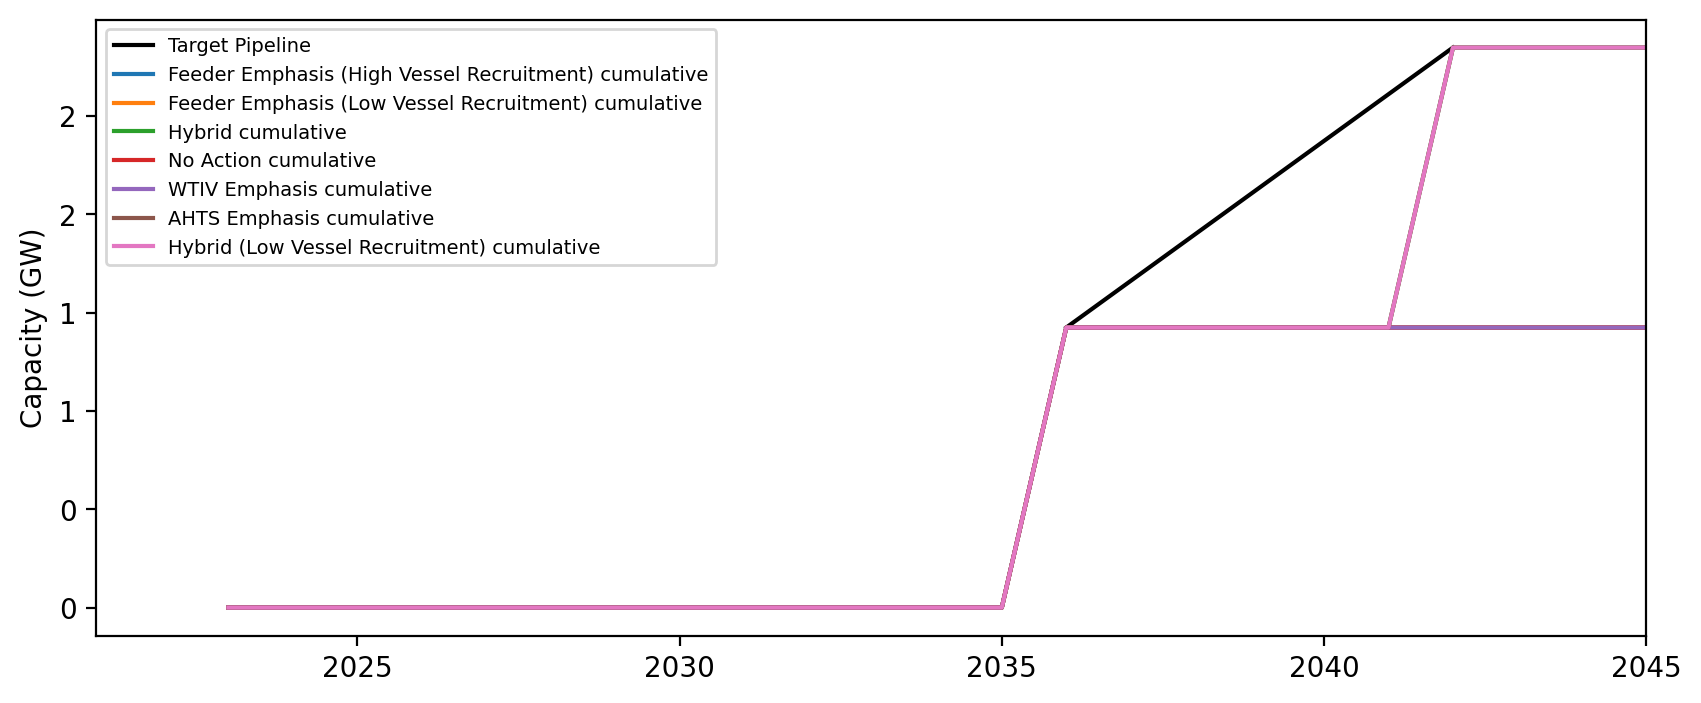 Target Pipeline
Feeder Emphasis (High Vessel Recruitment) cumulative
Feeder Emphasis (Low Vessel Recruitment) cumulative
Hybrid cumulative
No Action cumulative
WTIV Emphasis cumulative
AHTS Emphasis cumulative
Hybrid (Low Vessel Recruitment) cumulative
Capacity (GW)
2
2
1
1
0
0
2025 2030 2035 2040 2045